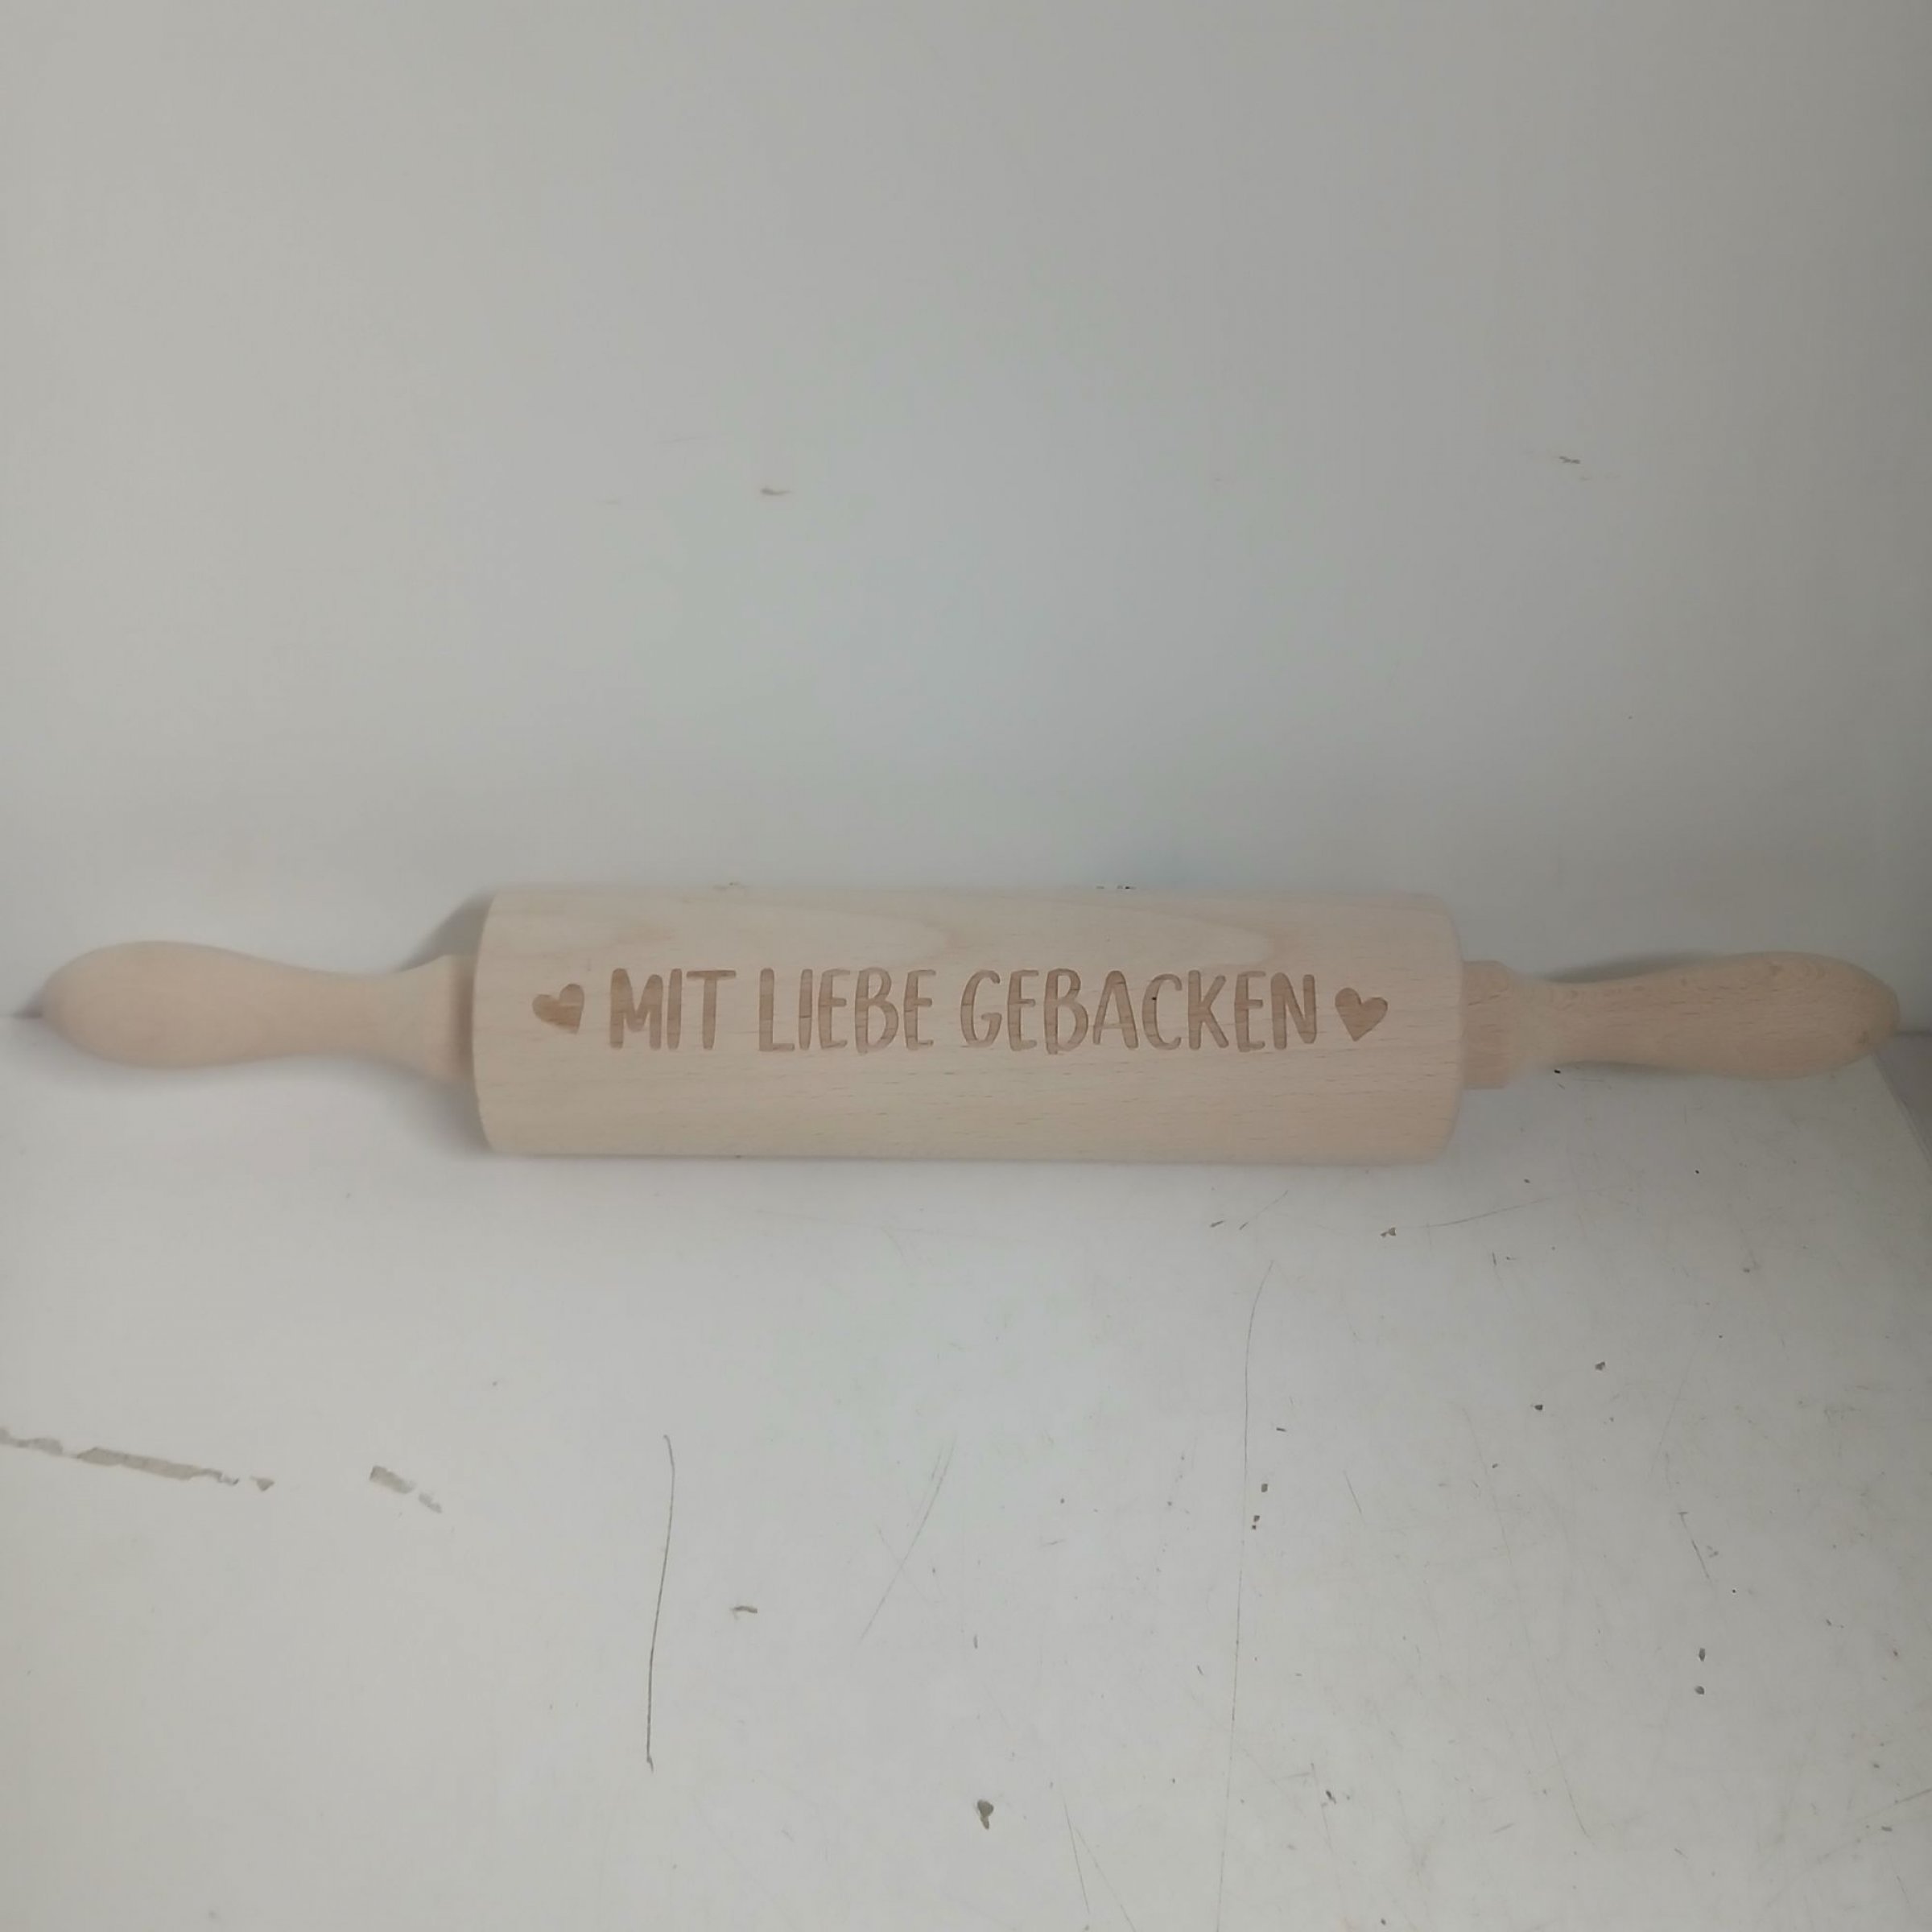 ♥ MIT LIEBE GEBACKEN ♥